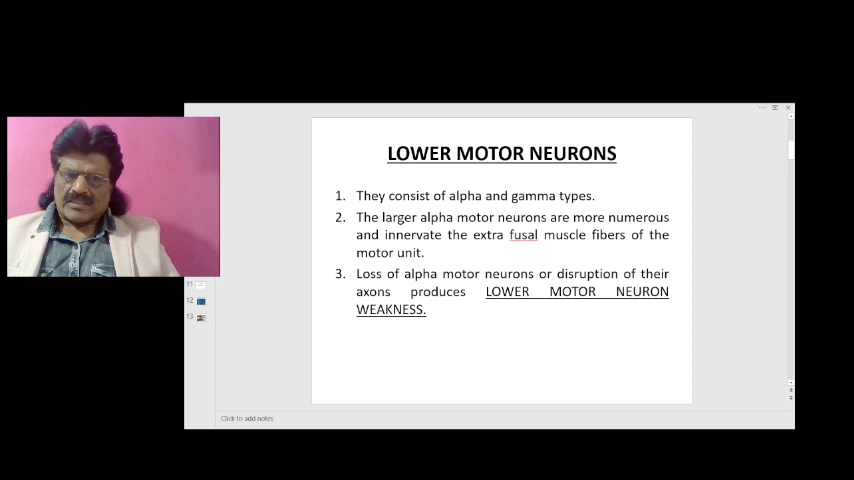 LOWER MOTOR NEURONS
1. They consist of alpha and gamma types.
2. The larger alpha motor neurons are more numerous
and innervate the extra fusal muscle fibers of the
motor unit.
3. Loss of alpha motor neurons or disruption of their
axons produces LOWER MOTOR NEURON
WEAKNESS.
11
12
13
Click to add notes